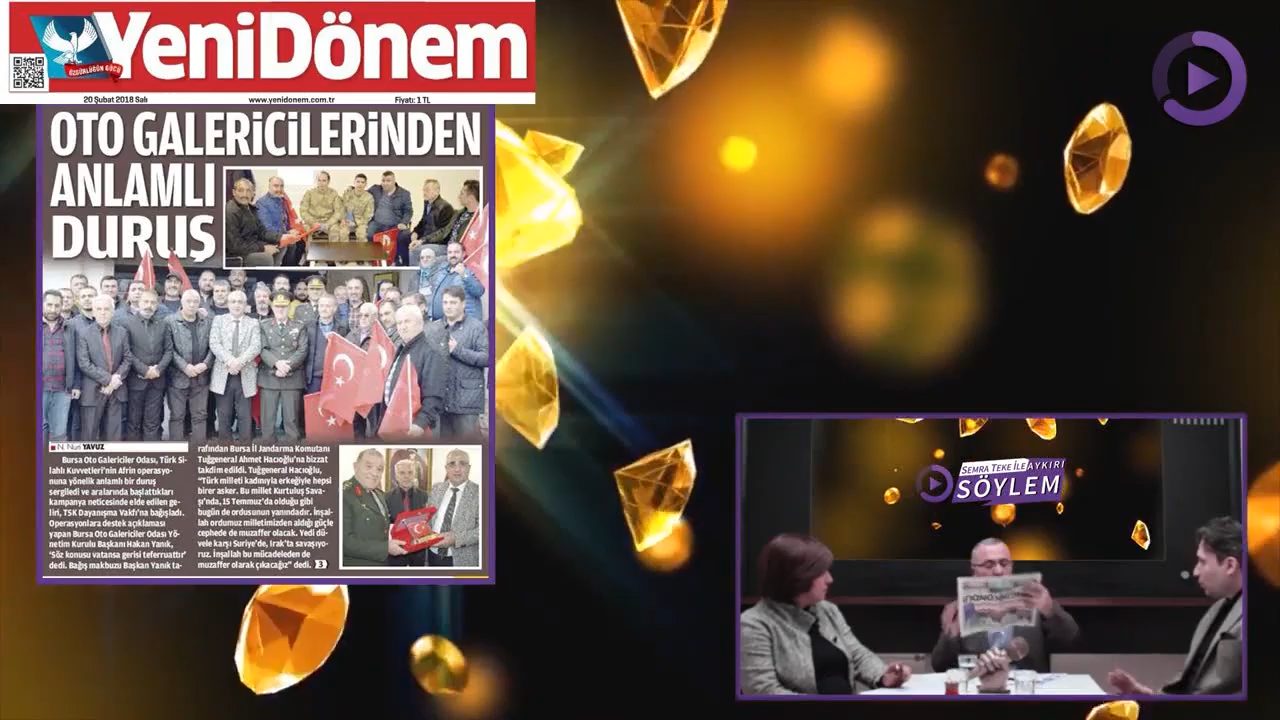 YeniDönem
ÖZGÜRLÜĞÜN GÜCÜ
20 Şubat 2018 Salı
www.yenidonem.com.tr
Fiyatı: 1 TL
OTO GALERİCİLERİNDEN
ANLAMLI
DURUŞ
N. Nuri YAVUZ
Bursa Oto Galericiler Odası, Türk Si-
lahlı Kuvvetleri'nin Afrin operasyo-
nuna yönelik anlamlı bir duruş
sergiledi ve aralarında başlattıkları
kampanya neticesinde elde edilen ge-
liri, TSK Dayanışma Vakfı'na bağışladı.
Operasyonlara destek açıklaması
yapan Bursa Oto Galericiler Odası Yö-
netim Kurulu Başkanı Hakan Yanık,
'Söz konusu vatansa gerisi teferruattır'
dedi. Bağış makbuzu Başkan Yanık ta-
rafından Bursa İl Jandarma Komutanı
Tuğgeneral Ahmet Hacıoğlu'na bizzat
takdim edildi. Tuğgeneral Hacıoğlu,
"Türk milleti kadınıyla erkeğiyle hepsi
birer asker. Bu millet Kurtuluş Sava-
şı'nda, 15 Temmuz'da olduğu gibi
bugün de ordusunun yanındadır. İnşal-
lah ordumuz milletimizden aldığı güçle
cephede de muzaffer olacak. Yedi dü-
vele karşı Suriye'de, Irak'ta savaşıyo-
ruz. İnşallah bu mücadeleden de
muzaffer olarak çıkacağız" dedi. 3
SEMRA TEKE İLE AYKIRI
SÖYLEM